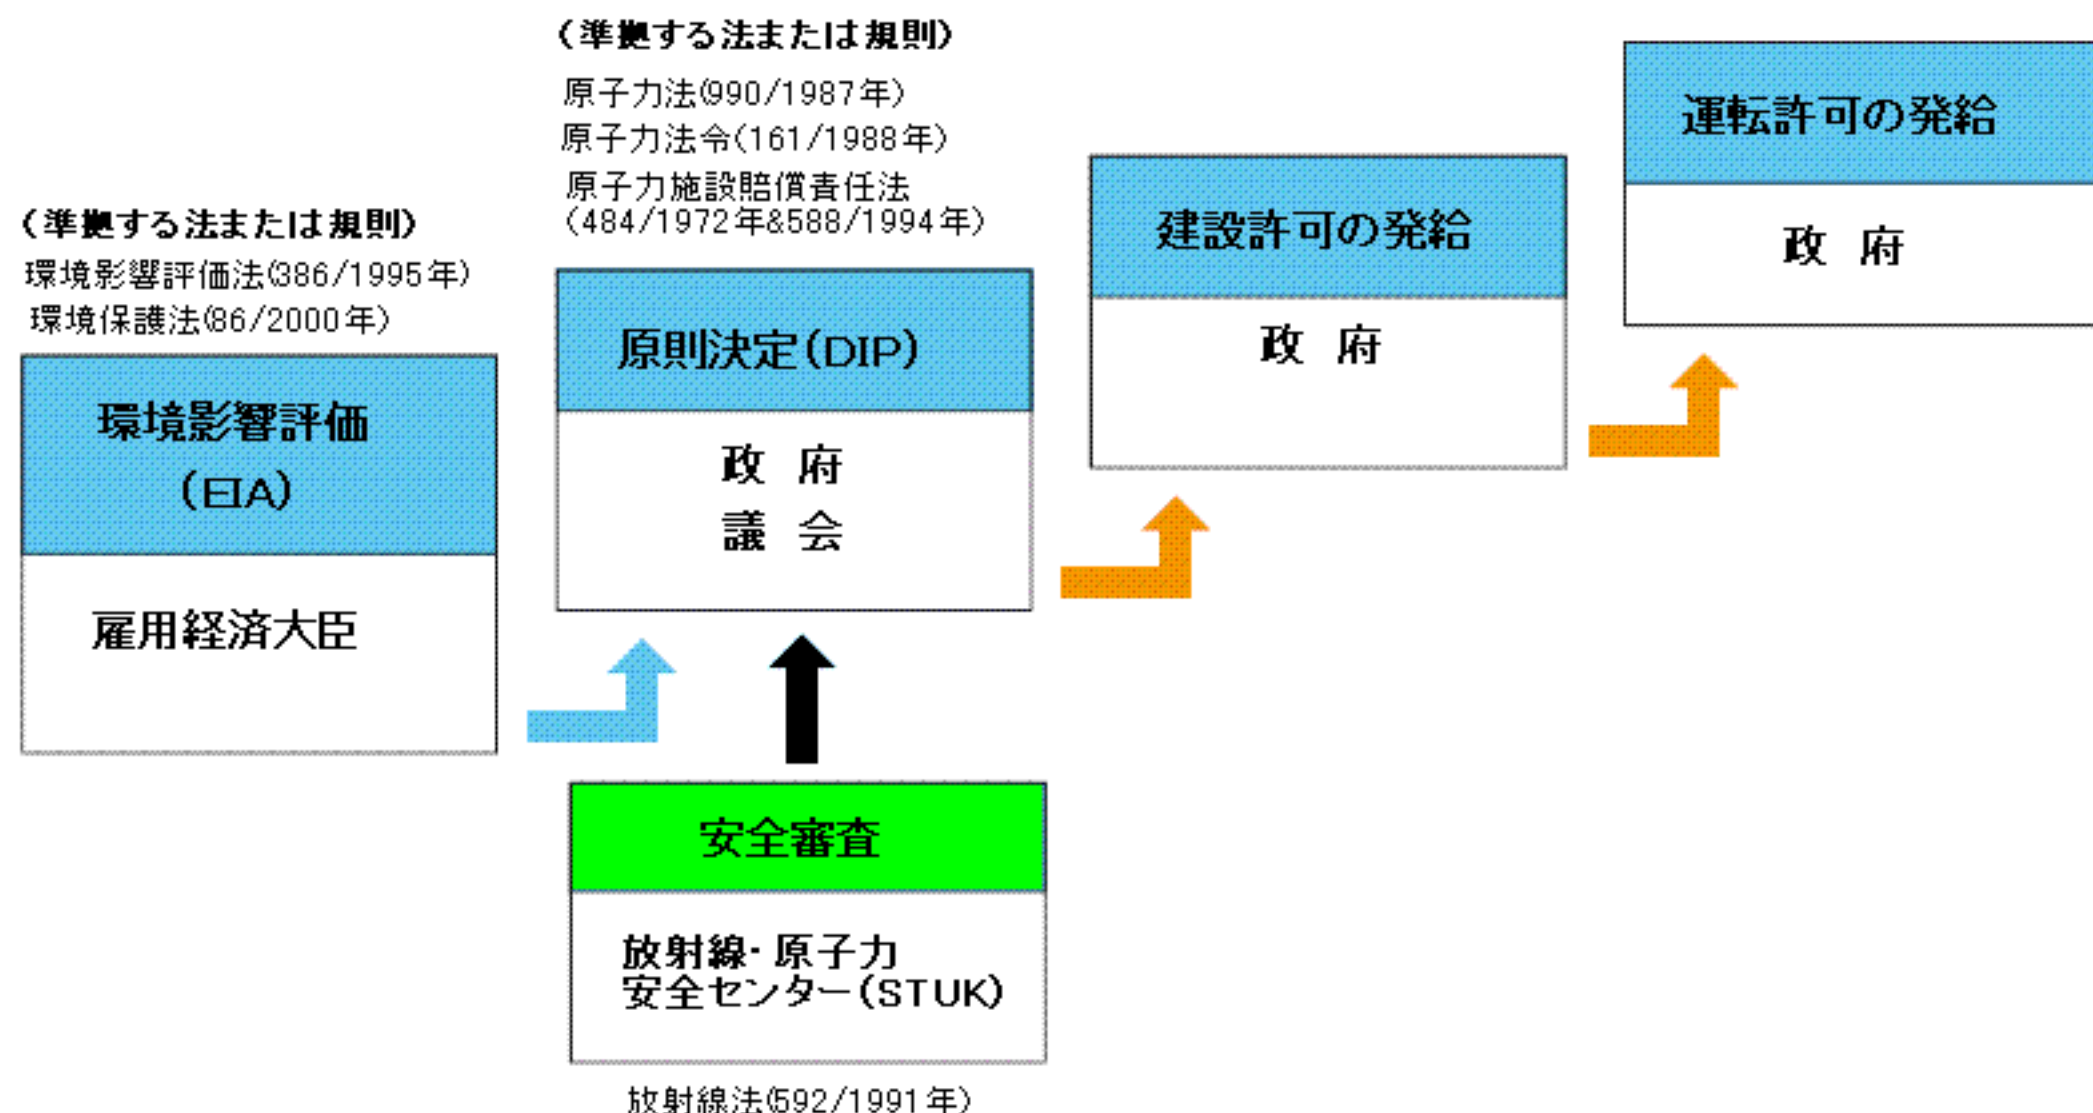 （準拠する法または規則）
環境影響評価法(386/1995年)
環境保護法(86/2000年)
環境影響評価
（EIA）
雇用経済大臣
（準拠する法または規則）
原子力法(990/1987年)
原子力法令(161/1988年)
原子力施設賠償責任法
(484/1972年&588/1994年)
原則決定（DIP）
政 府
議 会
安全審査
放射線・原子力
安全センター（STUK）
放射線法(592/1991年)
建設許可の発給
政 府
運転許可の発給
政 府